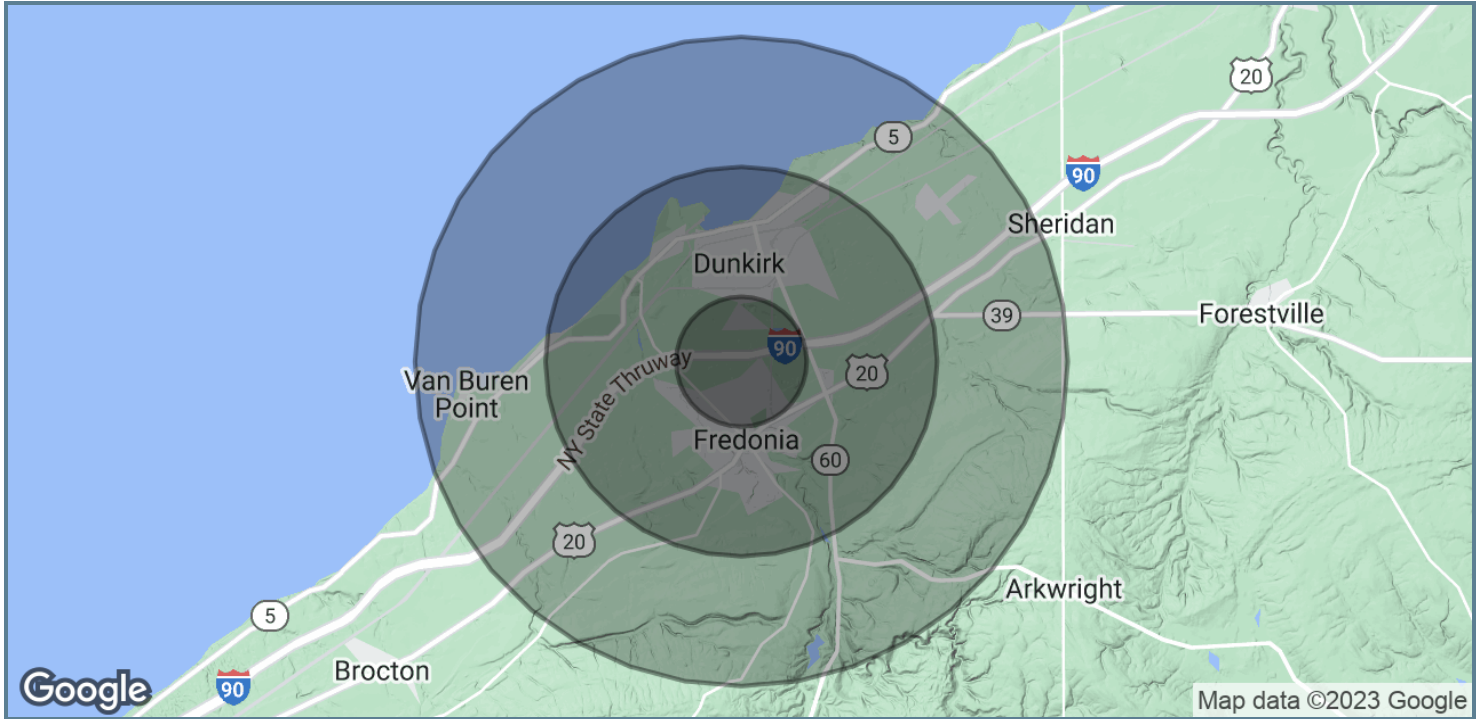 20
5
90
Sheridan
Dunkirk
39
Forestville
90
NY State Thruway
20
Van Buren
Point
Fredonia
60
20
Arkwright
5
Brocton
90
Google
Map data ©2023 Google